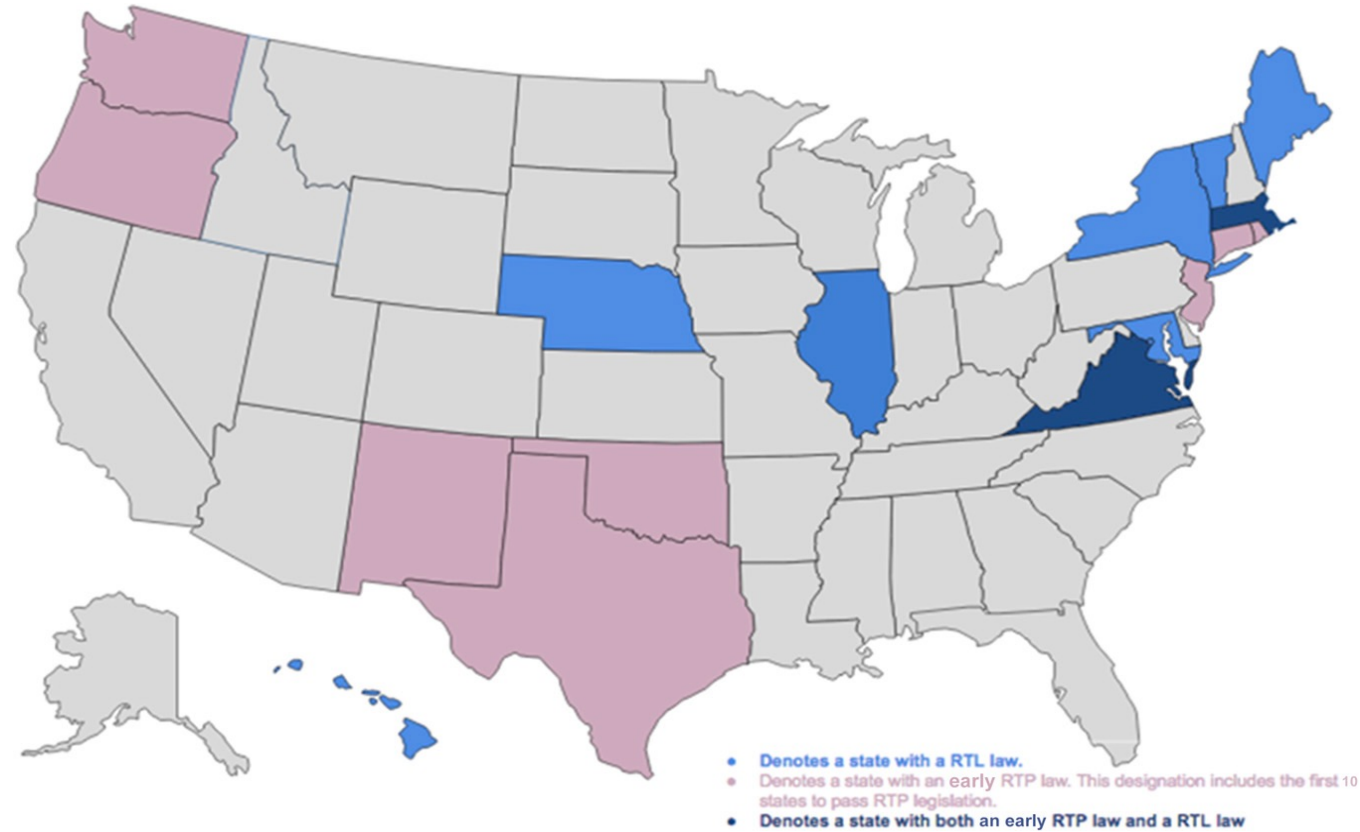 Denotes a state with a RTL law.
Denotes a state with an early RTP law. This designation includes the first 10
states to pass RTP legislation.
Denotes a state with both an early RTP law and a RTL law